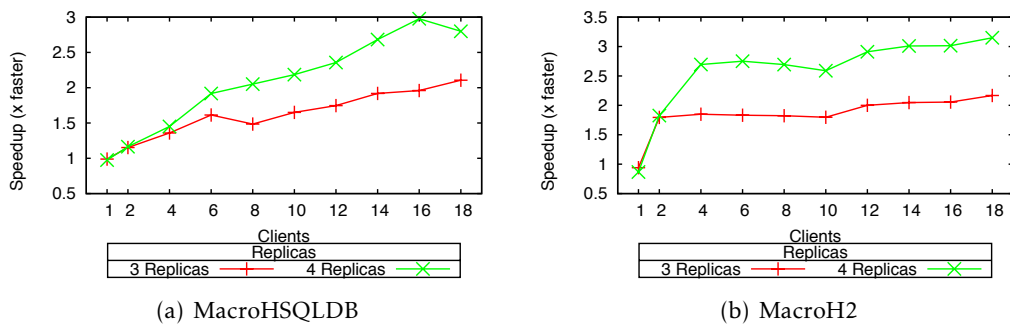 3
2.5
2
1.5
1
0.5
Speedup (x faster)
1 2 4 6 8 10 12 14 16 18
Clients
Replicas
3 Replicas 4 Replicas
(a) MacroHSQLDB
3.5
3
2.5
2
1.5
1
0.5
Speedup (x faster)
1 2 4 6 8 10 12 14 16 18
Clients
Replicas
3 Replicas 4 Replicas
(b) MacroH2